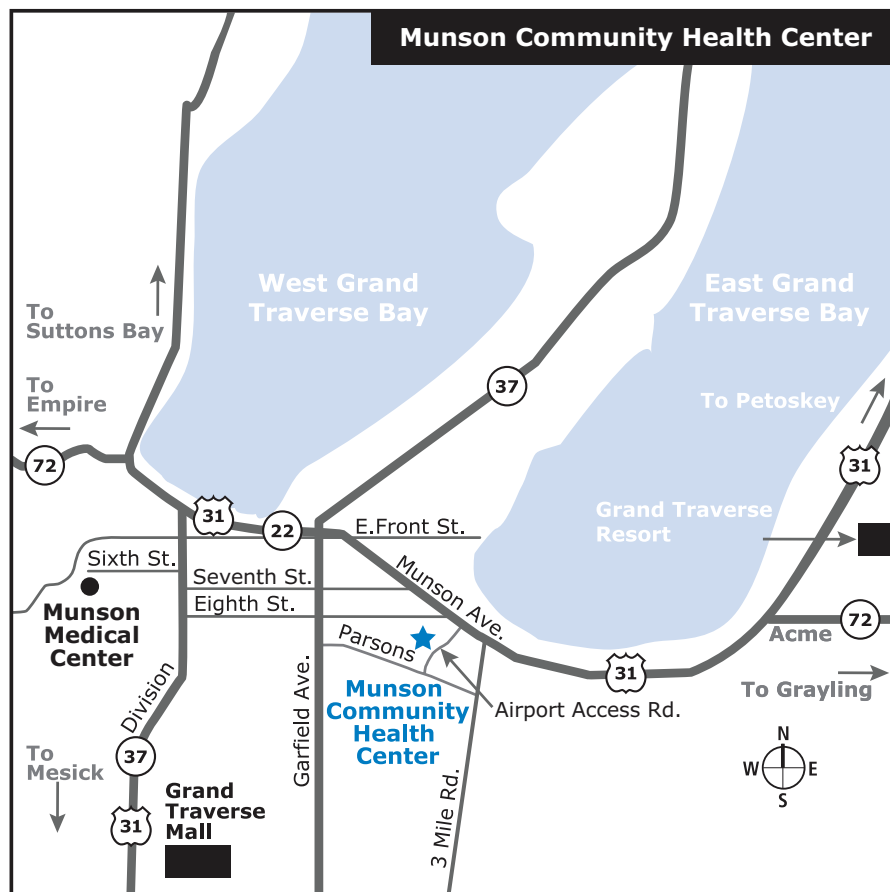 Munson Community Health Center
West Grand
Traverse Bay
East Grand
Traverse Bay
To
Suttons Bay
To
Empire
37
To Petoskey
72
31
31
22
E.Front St.
Grand Traverse
Resort
Sixth St.
Seventh St.
Eighth St.
Munson Ave.
Munson
Medical
Center
Parsons
72
Acme
31
To Grayling
Division
Garfield Ave.
Munson
Community
Health
Center
Airport Access Rd.
37
To
Mesick
31
Grand
Traverse
Mall
3 Mile Rd.
N
W
E
S